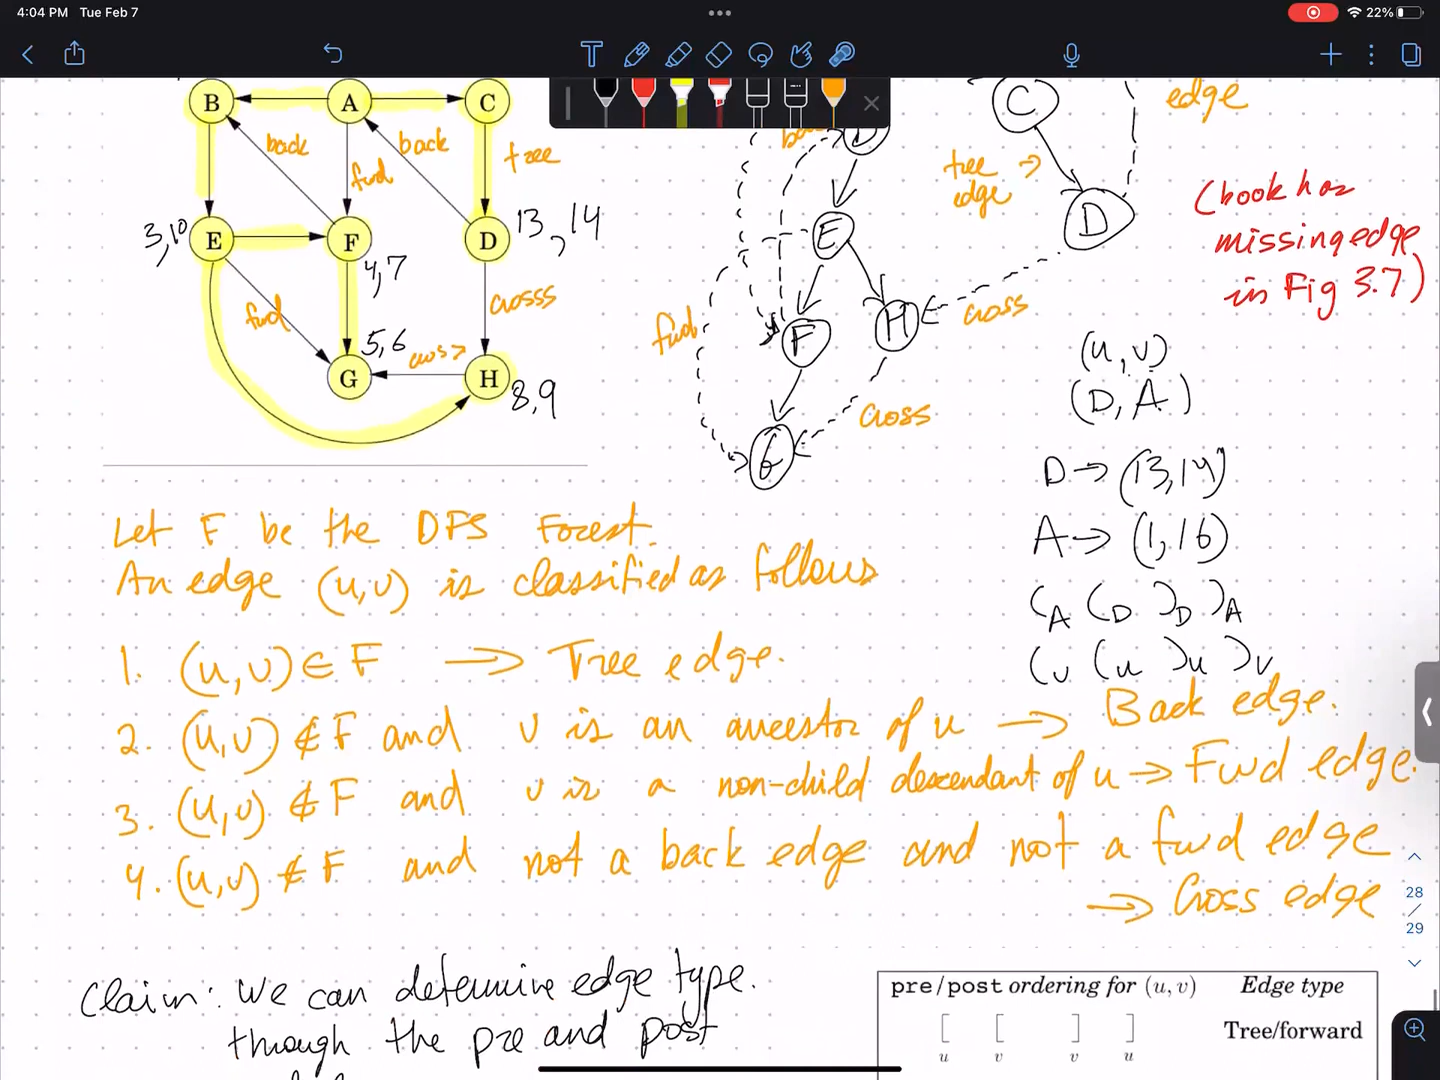 4:04 PM Tue Feb 7
22%
B A C
back
back
fwd
tree
3,10 E F D 13,14
4,7
crosss
fwd
5,6
cross
G H
8,9
C
edge
tree
edge
D
E
fwd
F H
cross
cross
G
(book has
missing edge
in Fig 3.7)
(u, v)
(D, A)
D → (13,14)
A → (1,16)
(A (D )D )A
(v (u )u )v
Let F be the DFS Forest.
An edge (u,v) is classified as follows
1. (u,v) ∈ F → Tree edge.
2. (u,v) ∉ F and v is an ancestor of u → Back edge.
3. (u,v) ∉ F and v is a non-child descendant of u → Fwd edge.
4. (u,v) ∉ F and not a back edge and not a fwd edge
→ Cross edge
28
/
29
Claim: We can determine edge type.
though the pre and post
pre/post ordering for (u, v) Edge type
[ [ ] ] Tree/forward
u v v u